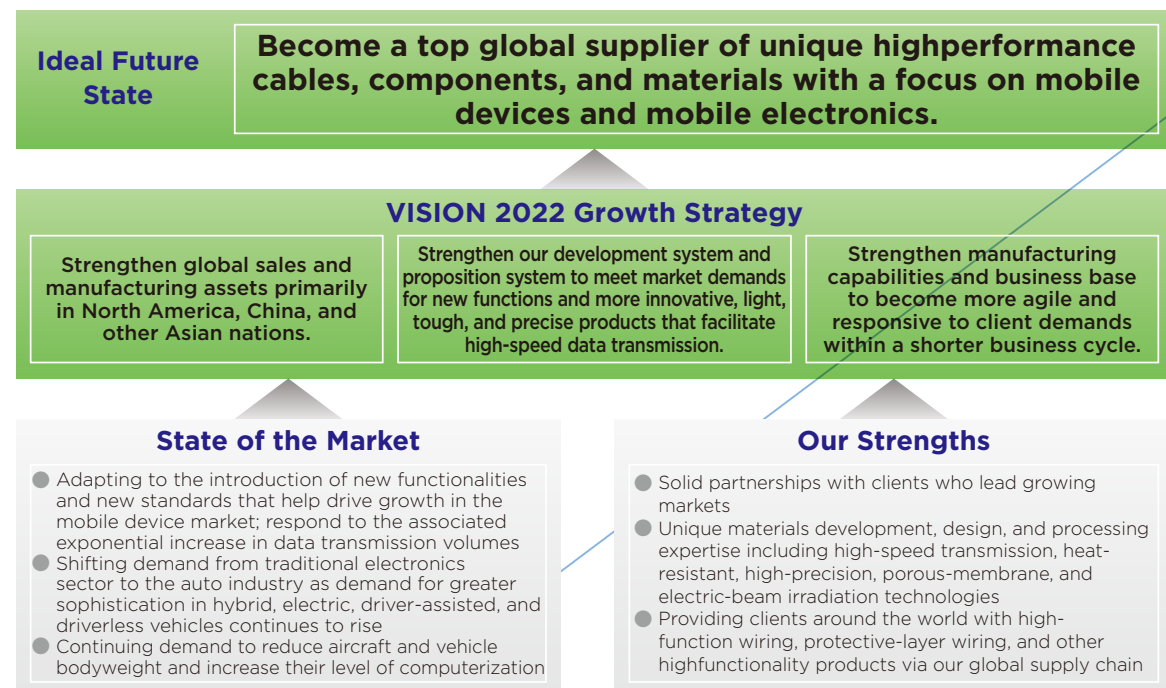 Ideal Future
State
Become a top global supplier of unique highperformance
cables, components, and materials with a focus on mobile
devices and mobile electronics.
VISION 2022 Growth Strategy
Strengthen global sales and
manufacturing assets primarily
in North America, China, and
other Asian nations.
Strengthen our development system and
proposition system to meet market demands
for new functions and more innovative, light,
tough, and precise products that facilitate
high-speed data transmission.
Strengthen manufacturing
capabilities and business base
to become more agile and
responsive to client demands
within a shorter business cycle.
State of the Market
● Adapting to the introduction of new functionalities
and new standards that help drive growth in the
mobile device market; respond to the associated
exponential increase in data transmission volumes
● Shifting demand from traditional electronics
sector to the auto industry as demand for greater
sophistication in hybrid, electric, driver-assisted, and
driverless vehicles continues to rise
● Continuing demand to reduce aircraft and vehicle
bodyweight and increase their level of computerization
Our Strengths
● Solid partnerships with clients who lead growing
markets
● Unique materials development, design, and processing
expertise including high-speed transmission, heat-
resistant, high-precision, porous-membrane, and
electric-beam irradiation technologies
● Providing clients around the world with high-
function wiring, protective-layer wiring, and other
highfunctionality products via our global supply chain